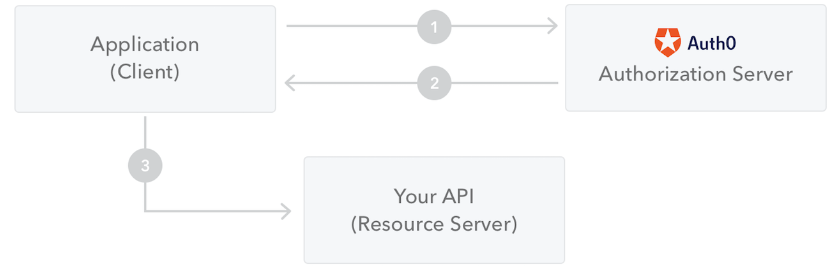 Application
(Client)
1
Auth0
Authorization Server
2
3
Your API
(Resource Server)